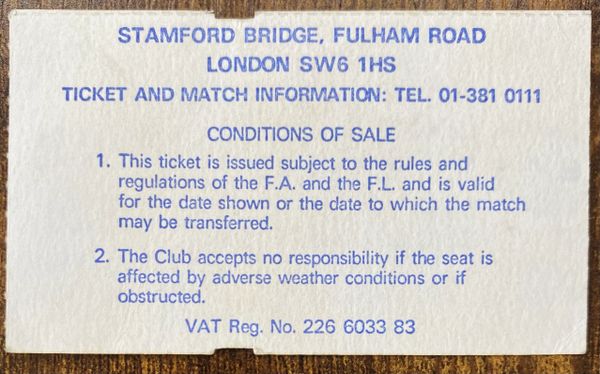 STAMFORD BRIDGE, FULHAM ROAD
LONDON SW6 1HS
TICKET AND MATCH INFORMATION: TEL. 01-381 0111
CONDITIONS OF SALE
1. This ticket is issued subject to the rules and
regulations of the F.A. and the F.L. and is valid
for the date shown or the date to which the match
may be transferred.
2. The Club accepts no responsibility if the seat is
affected by adverse weather conditions or if
obstructed.
VAT Reg. No. 226 6033 83